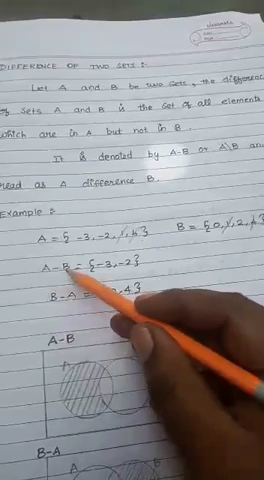 DIFFERENCE OF TWO SETS :
Let A and B be two sets, the difference
of sets A and B is the set of all elements
which are in A but not in B.
It is denoted by A-B or A\B and
read as A difference B.
Example :
A = { -3, -2, 1, 4 } B = { 0, 1, 2, 4 }
A-B = { -3, -2 }
B-A =
A-B
A
B-A
A B